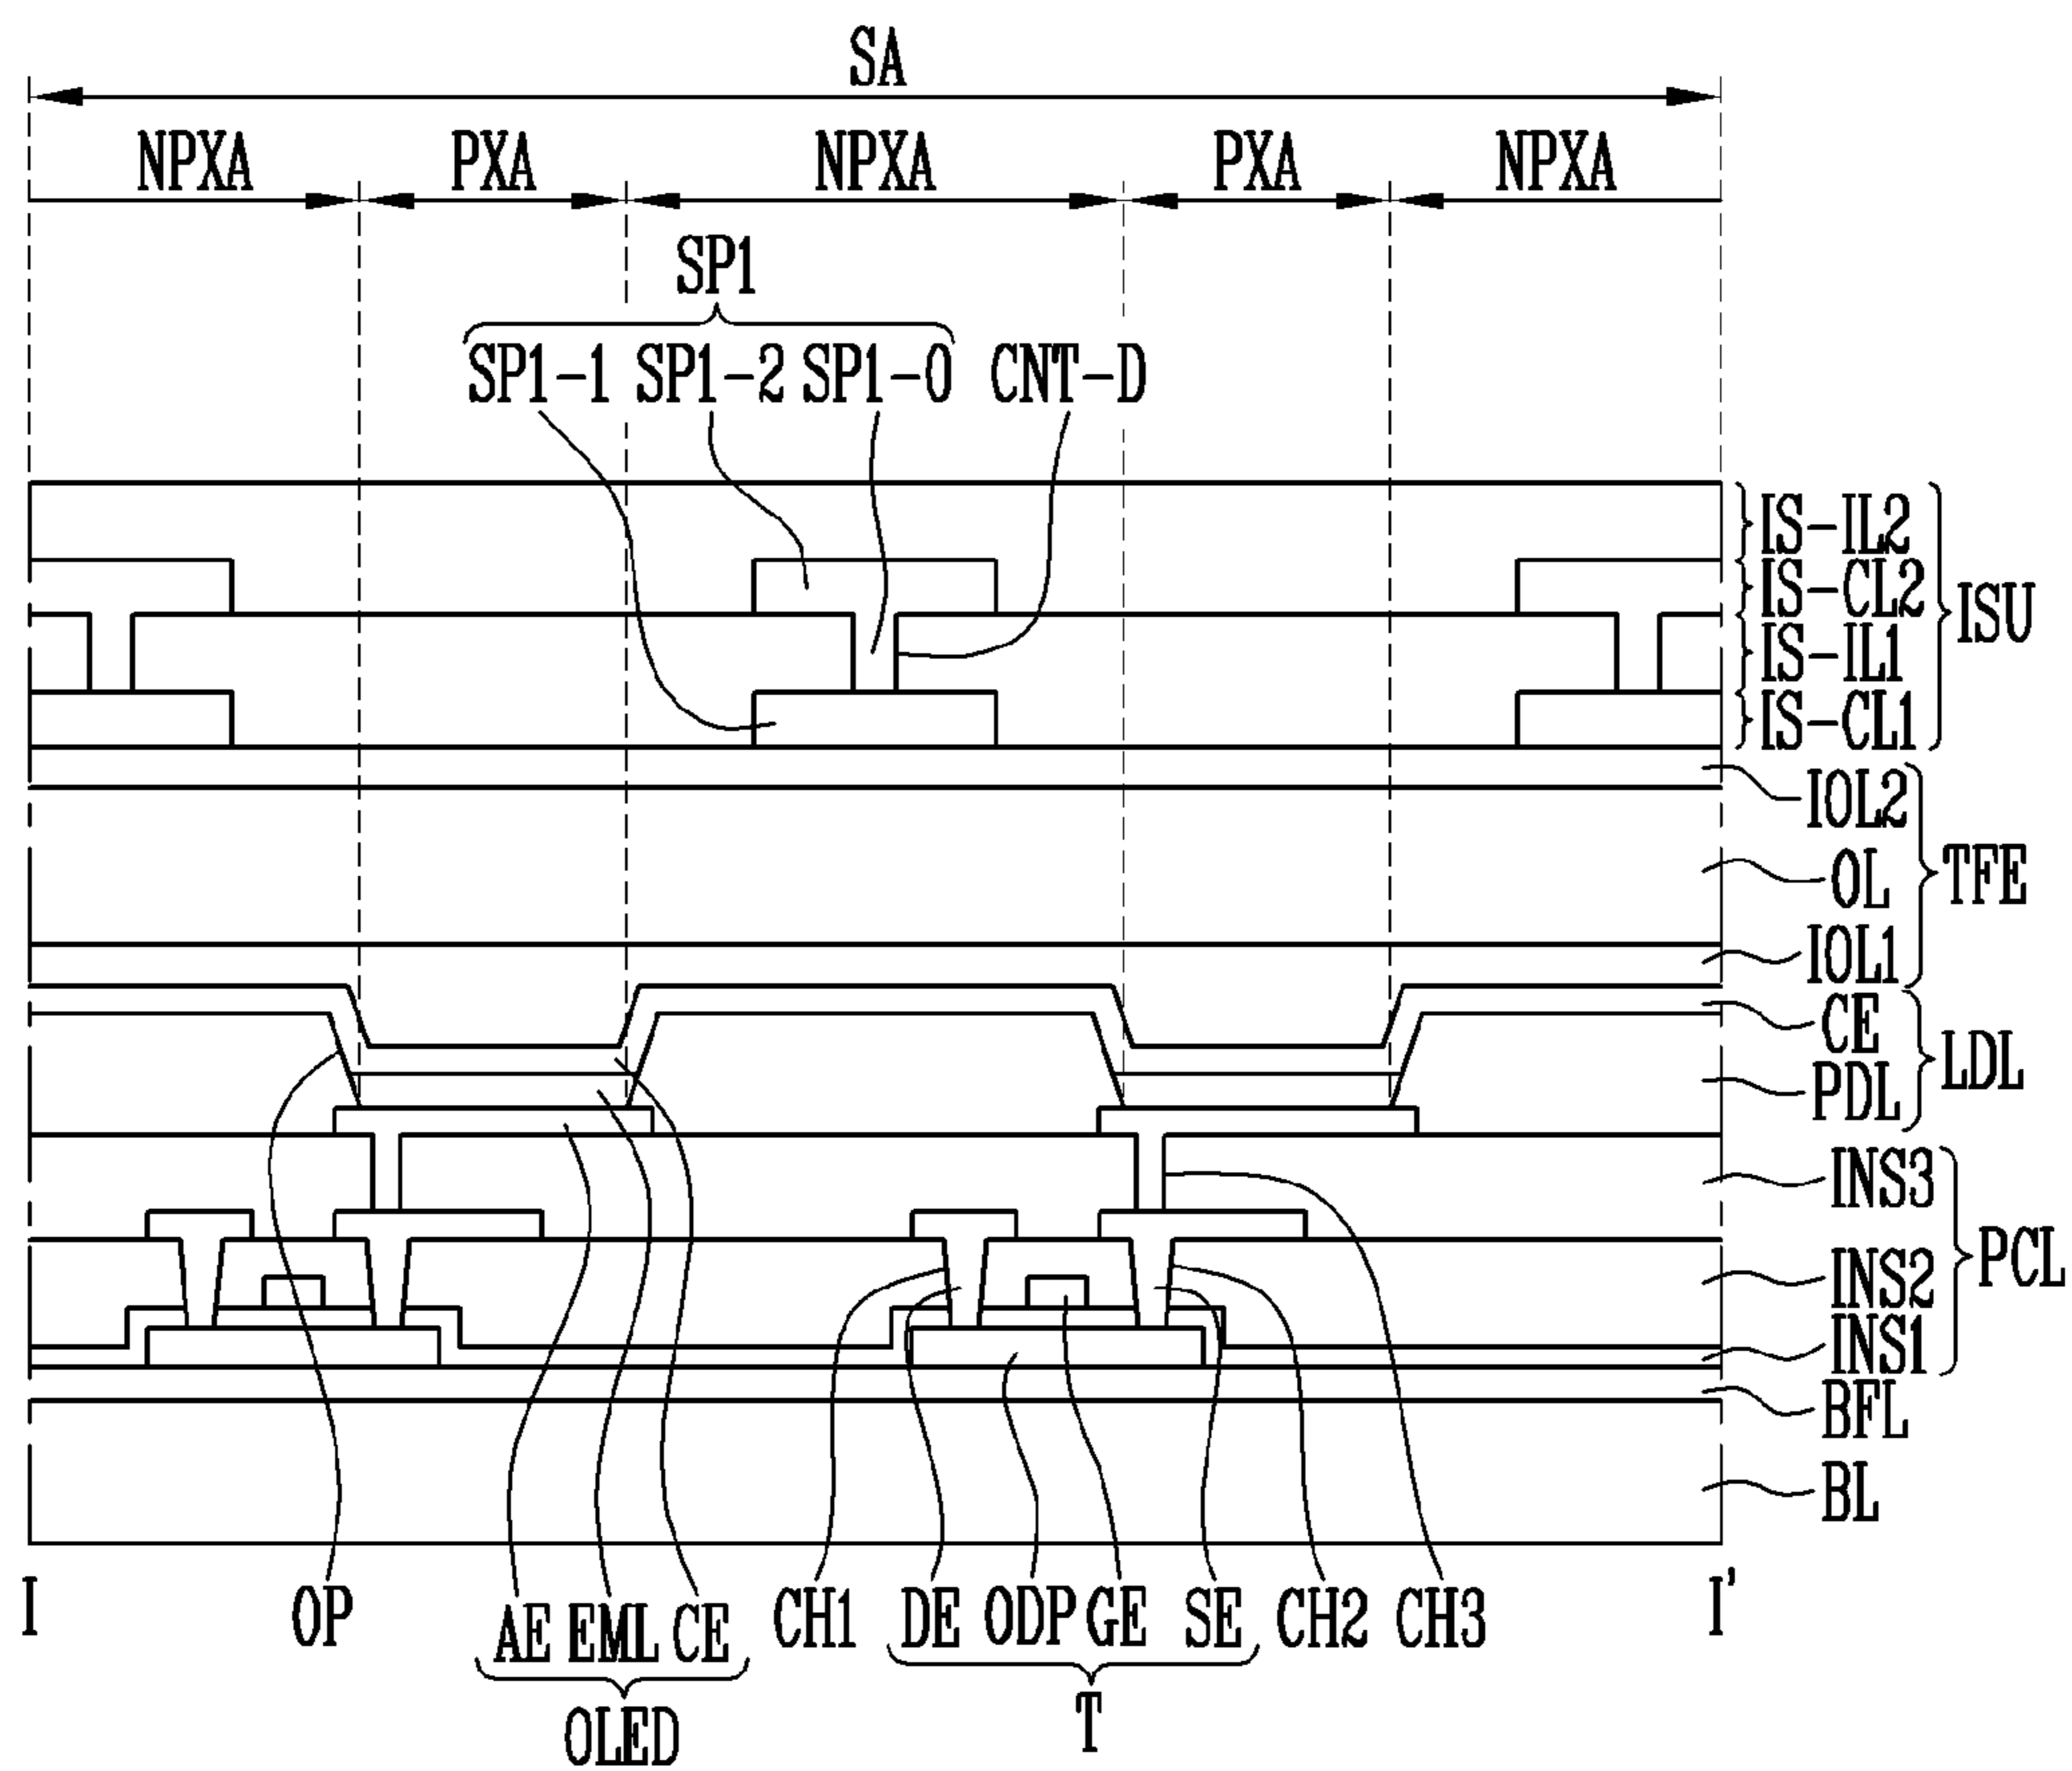 SA
NPXA PXA NPXA PXA NPXA
SP1
SP1-1 SP1-2 SP1-0 CNT-D
IS-IL2
IS-CL2
ISU
IS-IL1
IS-CL1
IOL2
OL
TFE
IOL1
CE
LDL
PDL
INS3
PCL
INS2
INS1
BFL
BL
I OP AE EML CE CH1 DE ODP GE SE CH2 CH3 I'
OLED T